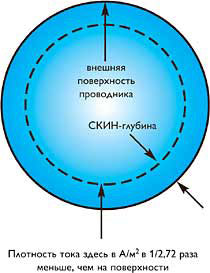 внешняя
поверхность
проводника
СКИН-глубина
Плотность тока здесь в А/м² в 1/2,72 раза
меньше, чем на поверхности